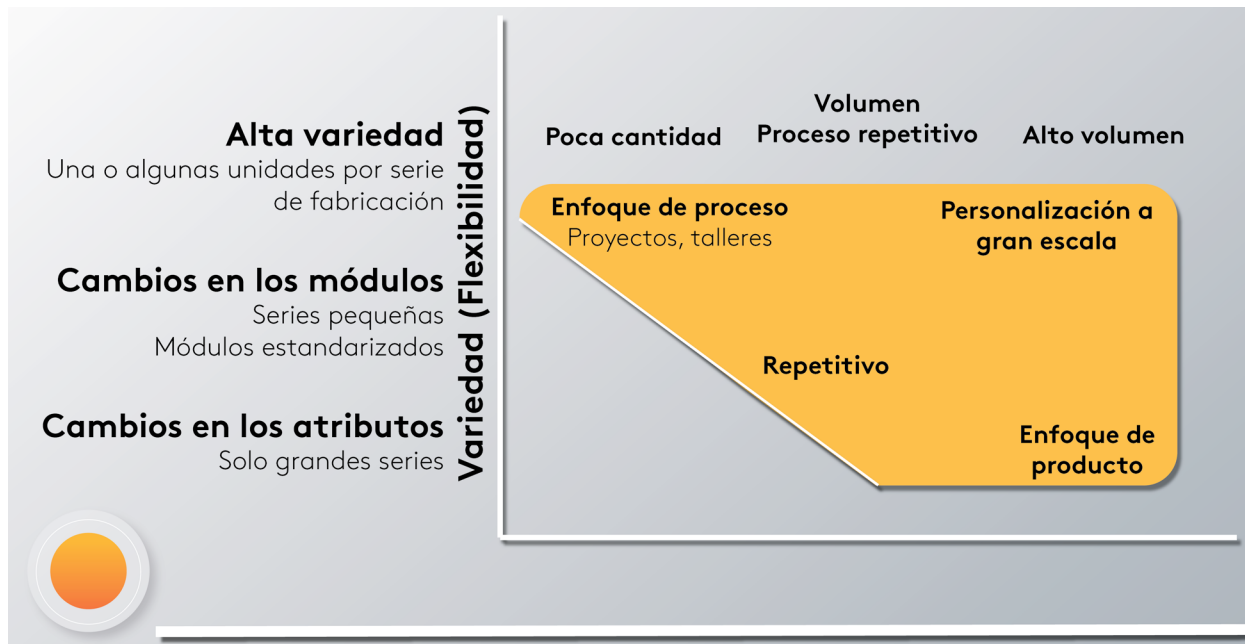 Alta variedad
Una o algunas unidades por serie
de fabricación
Cambios en los módulos
Series pequeñas
Módulos estandarizados
Cambios en los atributos
Solo grandes series
Variedad (Flexibilidad)
Poca cantidad
Volumen
Proceso repetitivo
Alto volumen
Enfoque de proceso
Proyectos, talleres
Personalización a
gran escala
Repetitivo
Enfoque de
producto